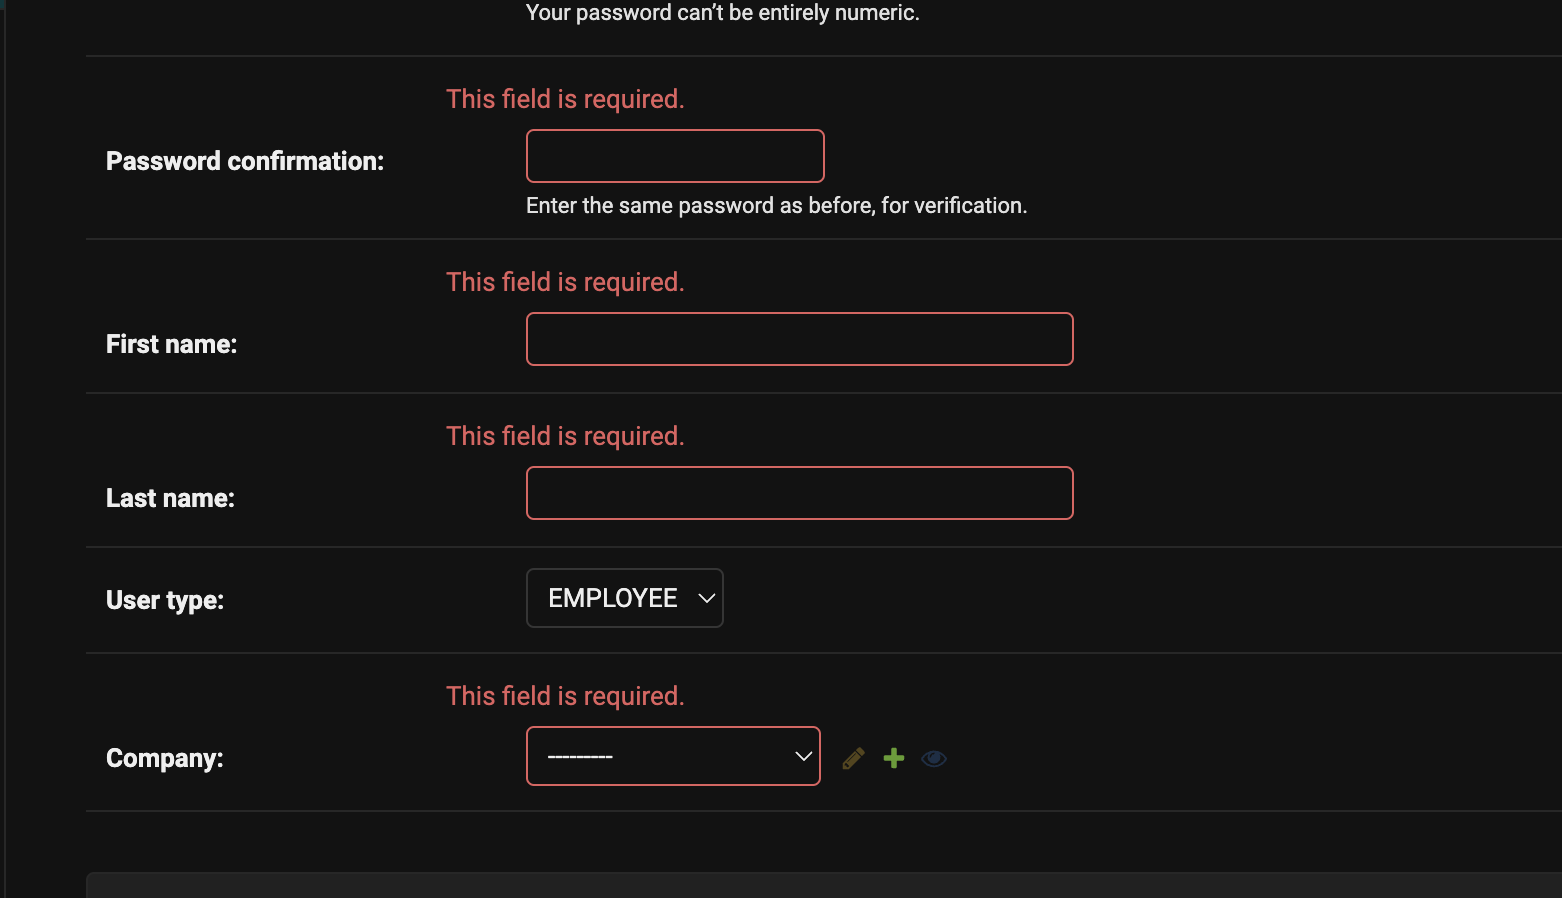 Your password can’t be entirely numeric.
This field is required.
Password confirmation:
Enter the same password as before, for verification.
This field is required.
First name:
This field is required.
Last name:
User type:
EMPLOYEE
This field is required.
Company:
---------